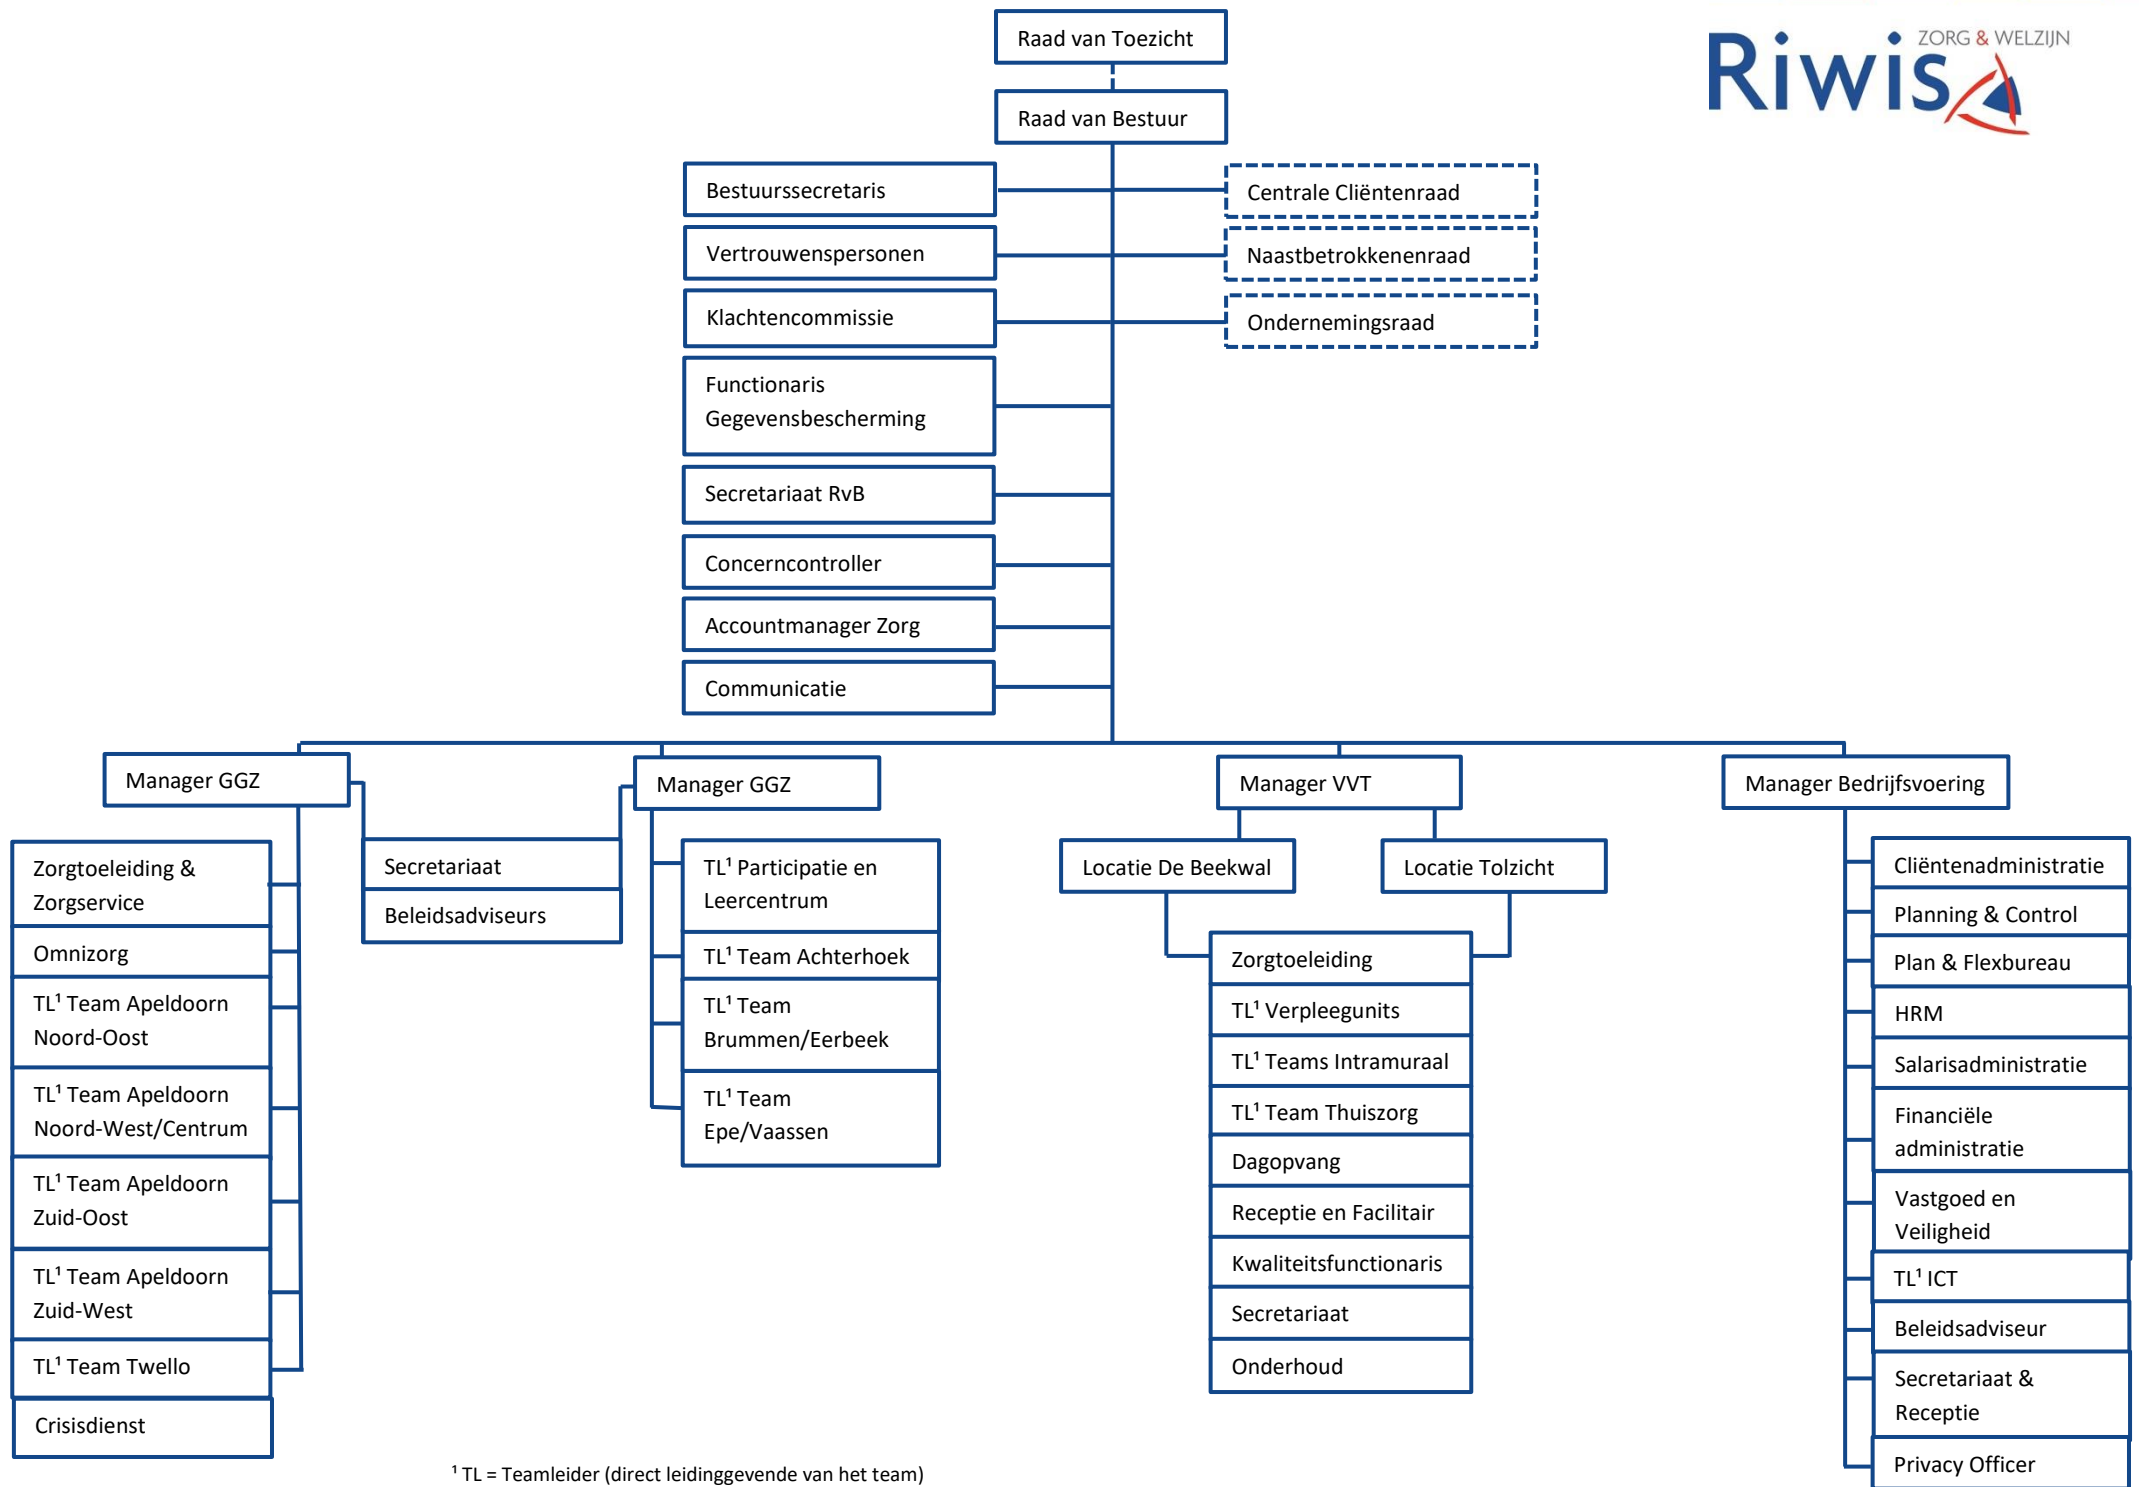 Raad van Toezicht
ZORG & WELZIJN
Riwis
Raad van Bestuur
Bestuurssecretaris
Centrale Cliëntenraad
Vertrouwenspersonen
Naastbetrokkenenraad
Klachtencommissie
Ondernemingsraad
Functionaris
Gegevensbescherming
Secretariaat RvB
Concerncontroller
Accountmanager Zorg
Communicatie
Manager GGZ
Manager GGZ
Manager VVT
Manager Bedrijfsvoering
Zorgtoeleiding &
Zorgservice
Omnizorg
TL¹ Team Apeldoorn
Noord-Oost
TL¹ Team Apeldoorn
Noord-West/Centrum
TL¹ Team Apeldoorn
Zuid-Oost
TL¹ Team Apeldoorn
Zuid-West
TL¹ Team Twello
Crisisdienst
Secretariaat
Beleidsadviseurs
TL¹ Participatie en
Leercentrum
TL¹ Team Achterhoek
TL¹ Team
Brummen/Eerbeek
TL¹ Team
Epe/Vaassen
Locatie De Beekwal
Locatie Tolzicht
Zorgtoeleiding
TL¹ Verpleegunits
TL¹ Teams Intramuraal
TL¹ Team Thuiszorg
Dagopvang
Receptie en Facilitair
Kwaliteitsfunctionaris
Secretariaat
Onderhoud
Cliëntenadministratie
Planning & Control
Plan & Flexbureau
HRM
Salarisadministratie
Financiële
administratie
Vastgoed en
Veiligheid
TL¹ ICT
Beleidsadviseur
Secretariaat &
Receptie
Privacy Officer
¹ TL = Teamleider (direct leidinggevende van het team)